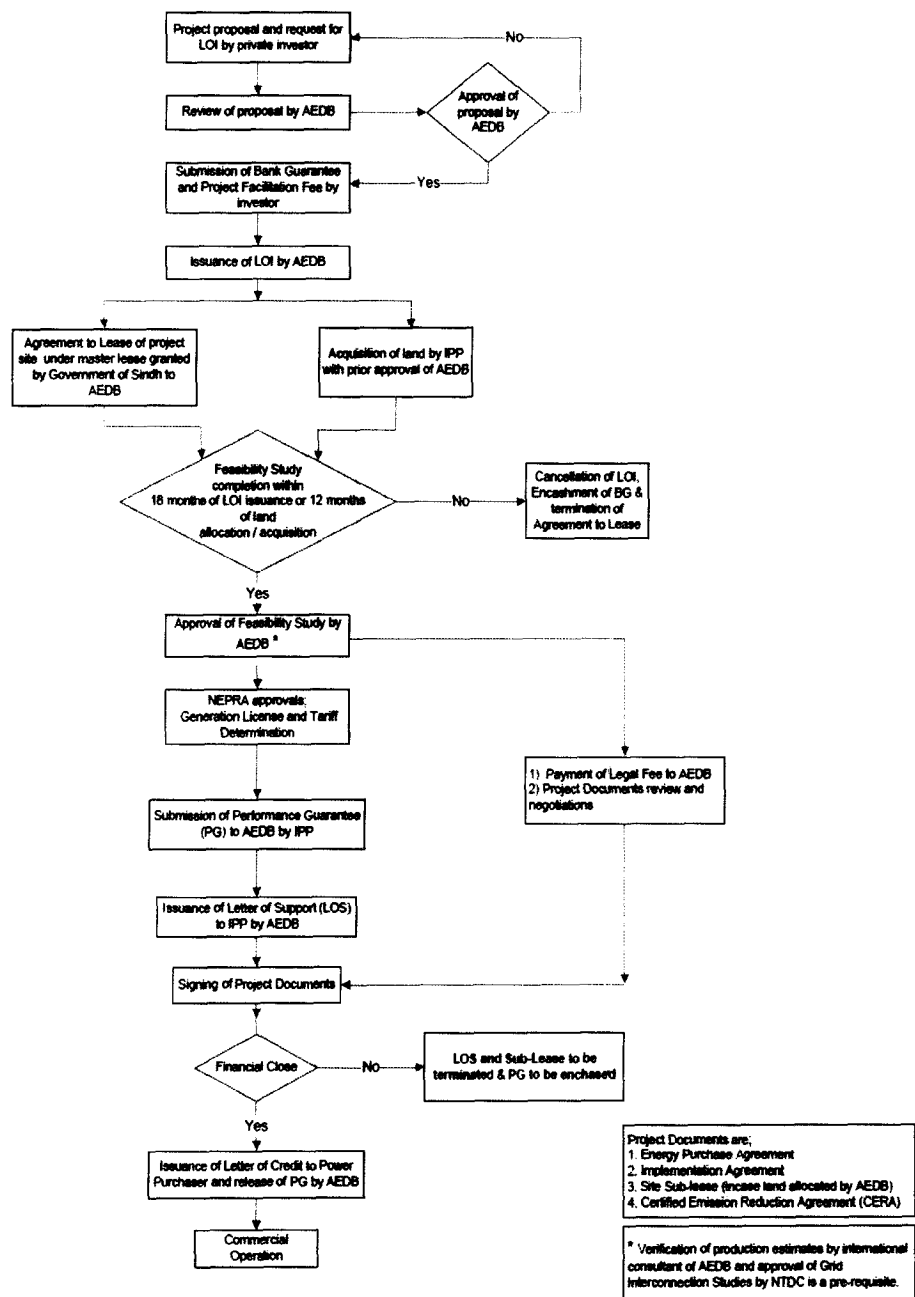 Project proposal and request for
LOI by private investor
No
Review of proposal by AEDB
Approval of
proposal by
AEDB
Submission of Bank Guarantee
and Project Facilitation Fee by
investor
Yes
Issuance of LOI by AEDB
Agreement to Lease of project
site under master lease granted
by Government of Sindh to
AEDB
Acquisition of land by IPP
with prior approval of AEDB
Feasibility Study
completion within
18 months of LOI issuance or 12 months
of land
allocation / acquisition
No
Cancellation of LOI,
Encashment of BG &
termination of
Agreement to Lease
Yes
Approval of Feasibility Study by
AEDB *
NEPRA approvals;
Generation License and Tariff
Determination
1) Payment of Legal Fee to AEDB
2) Project Documents review and
negotiations
Submission of Performance Guarantee
(PG) to AEDB by IPP
Issuance of Letter of Support (LOS)
to IPP by AEDB
Signing of Project Documents
Financial Close
No
LOS and Sub-Lease to be
terminated & PG to be enchased
Yes
Issuance of Letter of Credit to Power
Purchaser and release of PG by AEDB
Commercial
Operation
Project Documents are;
1. Energy Purchase Agreement
2. Implementation Agreement
3. Site Sub-lease (incase land allocated by AEDB)
4. Certified Emission Reduction Agreement (CERA)
* Verification of production estimates by international
consultant of AEDB and approval of Grid
Interconnection Studies by NTDC is a pre-requisite.